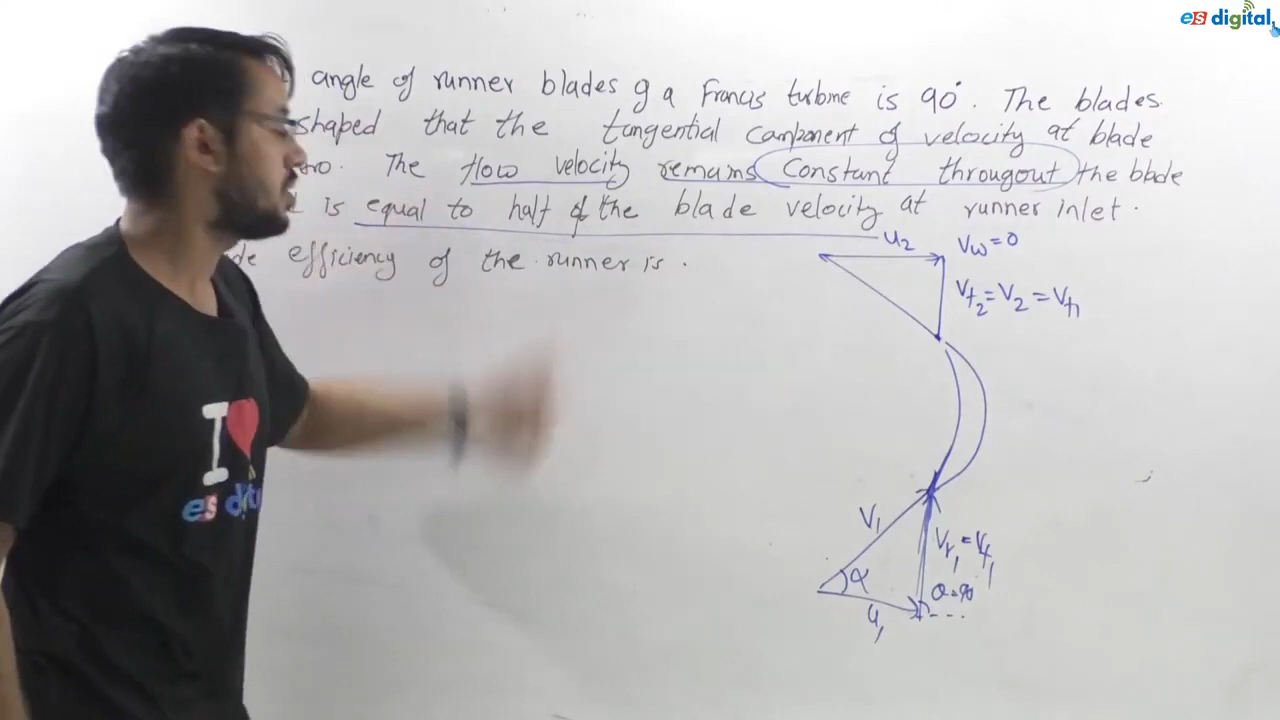 es digital
angle of runner blades of a Francis turbine is 90°. The blades
shaped that the tangential component of velocity at blade
The flow velocity remains Constant througout the blade
is equal to half of the blade velocity at runner inlet.
efficiency of the runner is.
u2
Vw=0
Vf2=V2=Vf1
V1
Vr1=Vf1
α
θ=90
u1
I
es